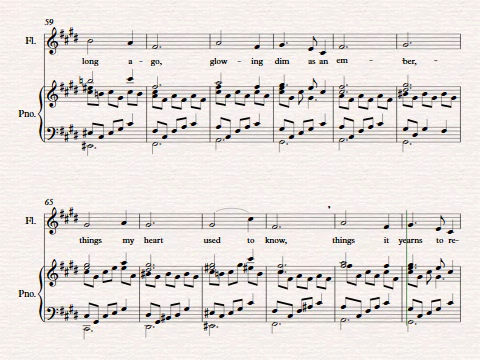 59
Fl.
long a - go, glow - ing dim as an em - ber, -
Pno.
65
Fl.
things my heart used to know, things it yearns to re-
Pno.